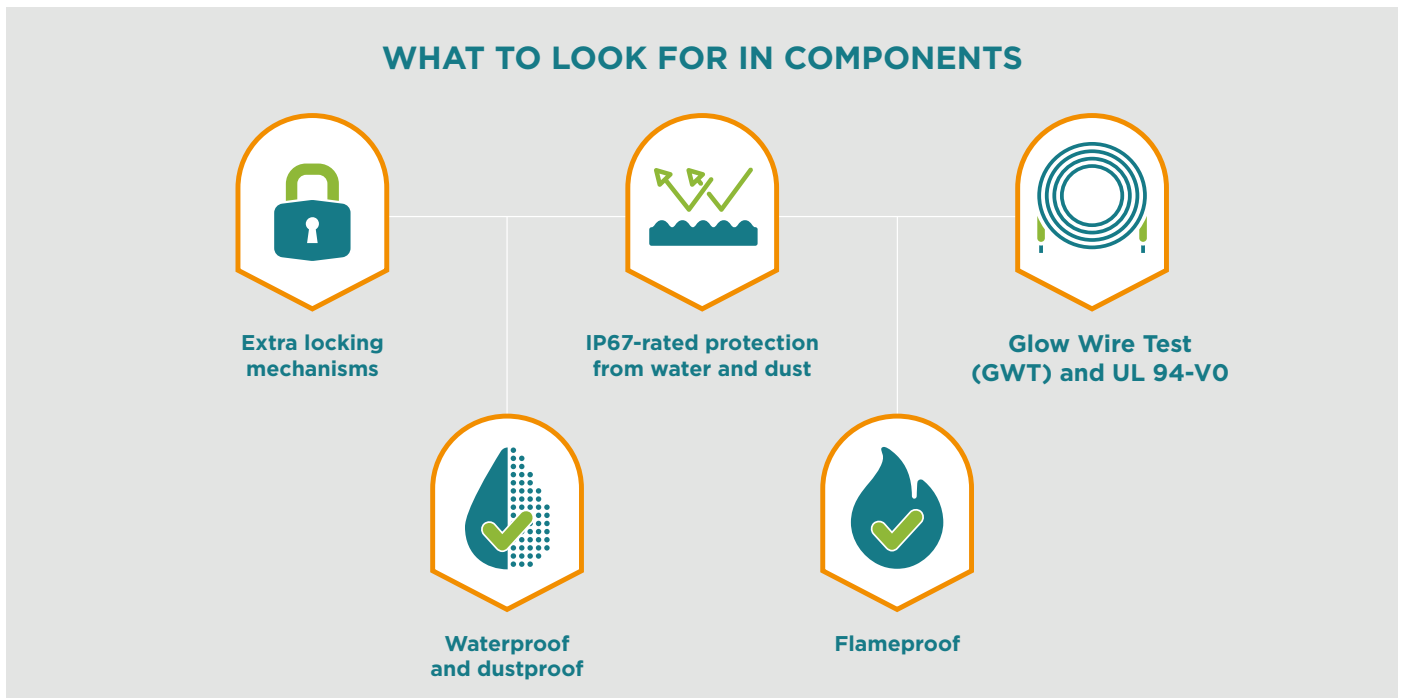 WHAT TO LOOK FOR IN COMPONENTS
Extra locking
mechanisms
IP67-rated protection
from water and dust
Glow Wire Test
(GWT) and UL 94-V0
Waterproof
and dustproof
Flameproof